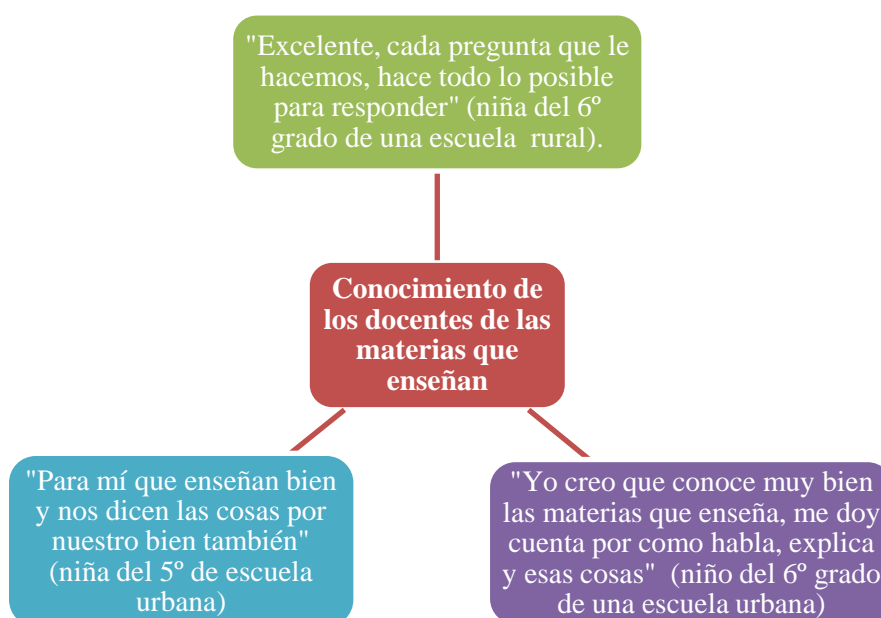 "Excelente, cada pregunta que le
hacemos, hace todo lo posible
para responder" (niña del 6º
grado de una escuela rural).
Conocimiento de
los docentes de las
materias que
enseñan
"Para mí que enseñan bien
y nos dicen las cosas por
nuestro bien también"
(niña del 5º de escuela
urbana)
"Yo creo que conoce muy bien
las materias que enseña, me doy
cuenta por como habla, explica
y esas cosas" (niño del 6º grado
de una escuela urbana)